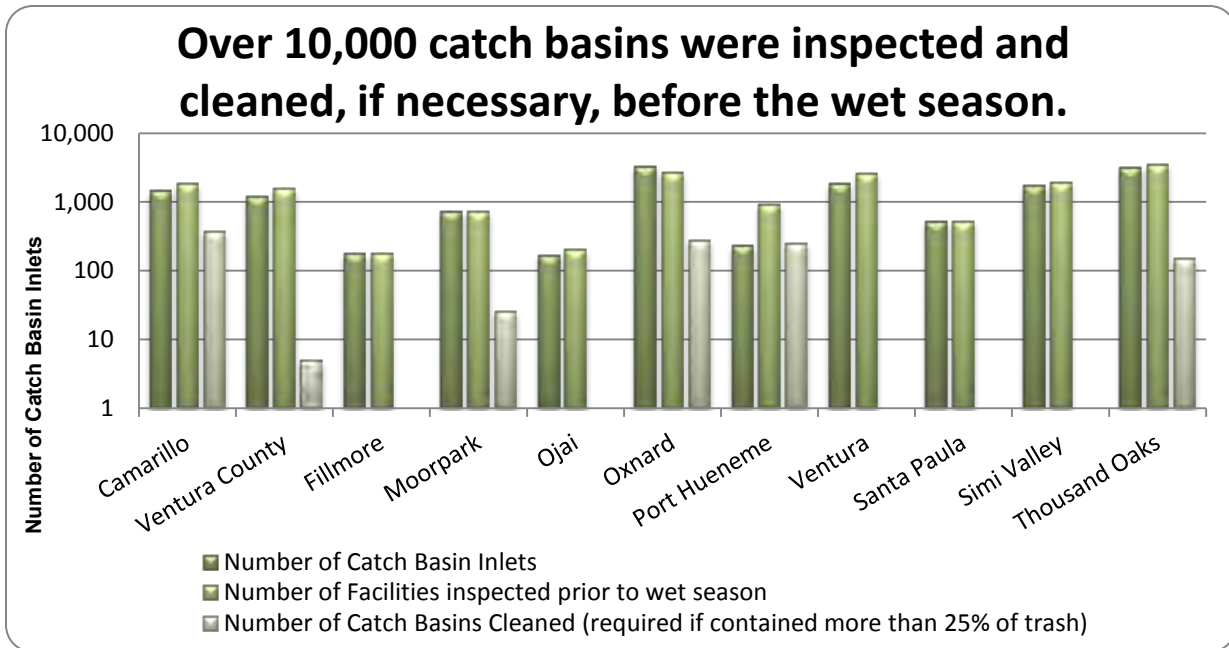 Over 10,000 catch basins were inspected and
cleaned, if necessary, before the wet season.
Number of Catch Basin Inlets
10,000
1,000
100
10
1
Camarillo
Ventura County
Fillmore
Moorpark
Ojai
Oxnard
Port Hueneme
Ventura
Santa Paula
Simi Valley
Thousand Oaks
Number of Catch Basin Inlets
Number of Facilities inspected prior to wet season
Number of Catch Basins Cleaned (required if contained more than 25% of trash)